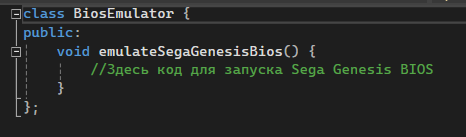 class BiosEmulator {
public:
void emulateSegaGenesisBios() {
//Здесь код для запуска Sega Genesis BIOS
}
};